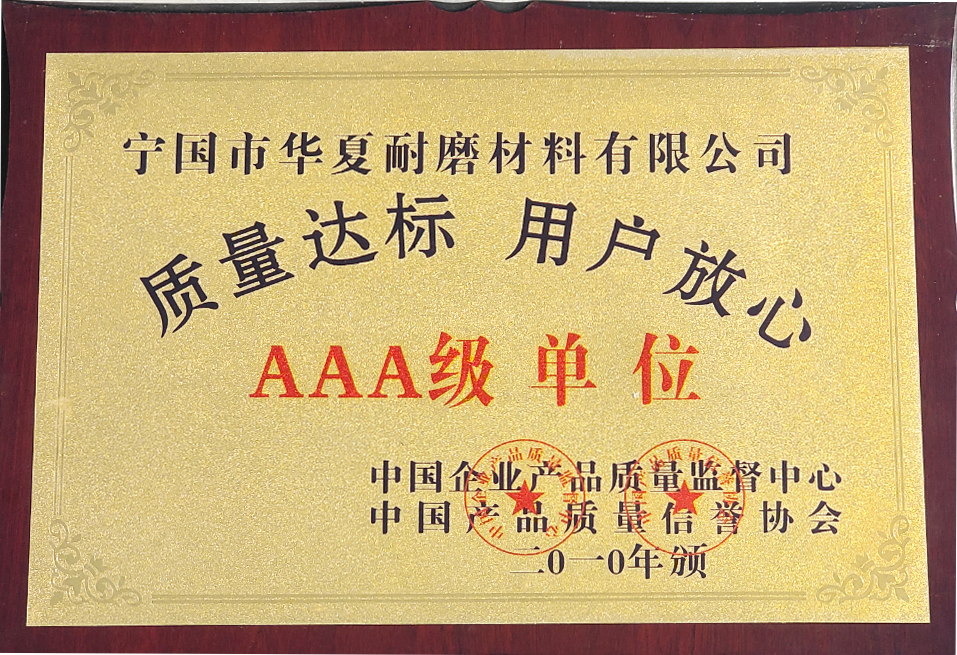 宁国市华夏耐磨材料有限公司
质量达标 用户放心
AAA级单位
中国企业产品质量监督中心
中国产品质量信誉协会
二0一0年颁